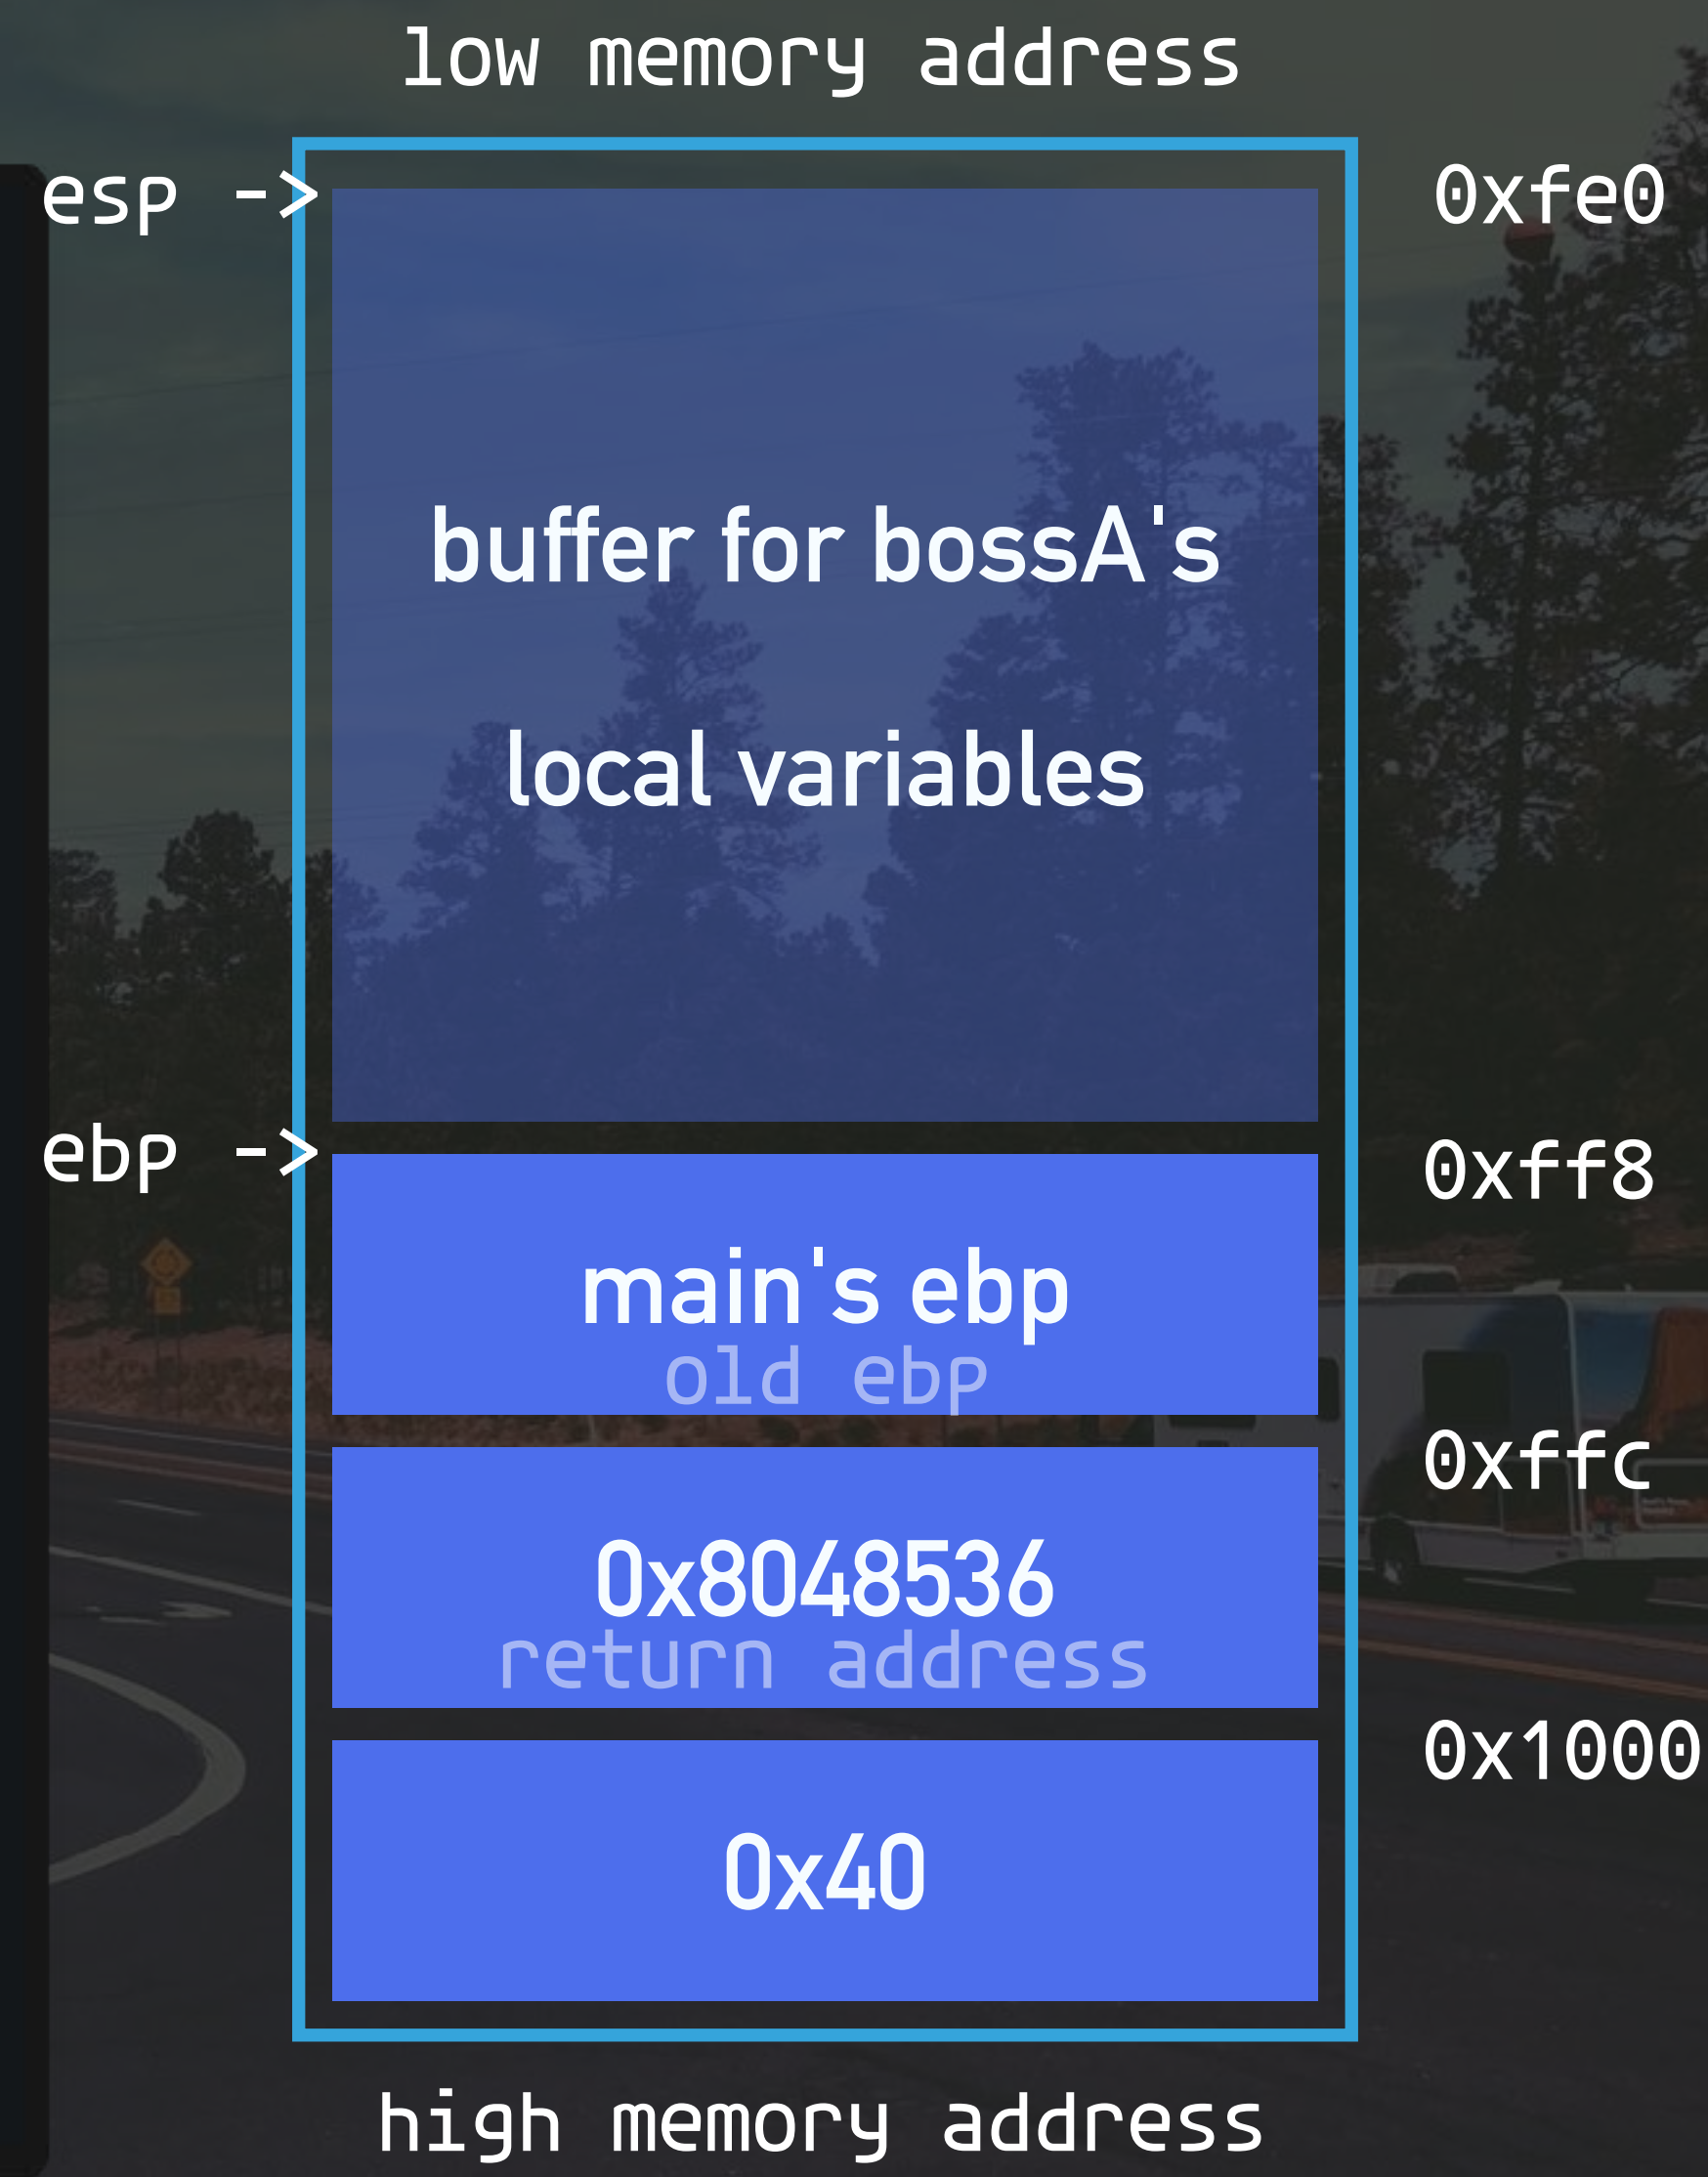 low memory address
esp -> 0xfe0
buffer for bossA's
local variables
ebp -> 0xff8
main's ebp
old ebp
0xffc
0x8048536
return address
0x1000
0x40
high memory address